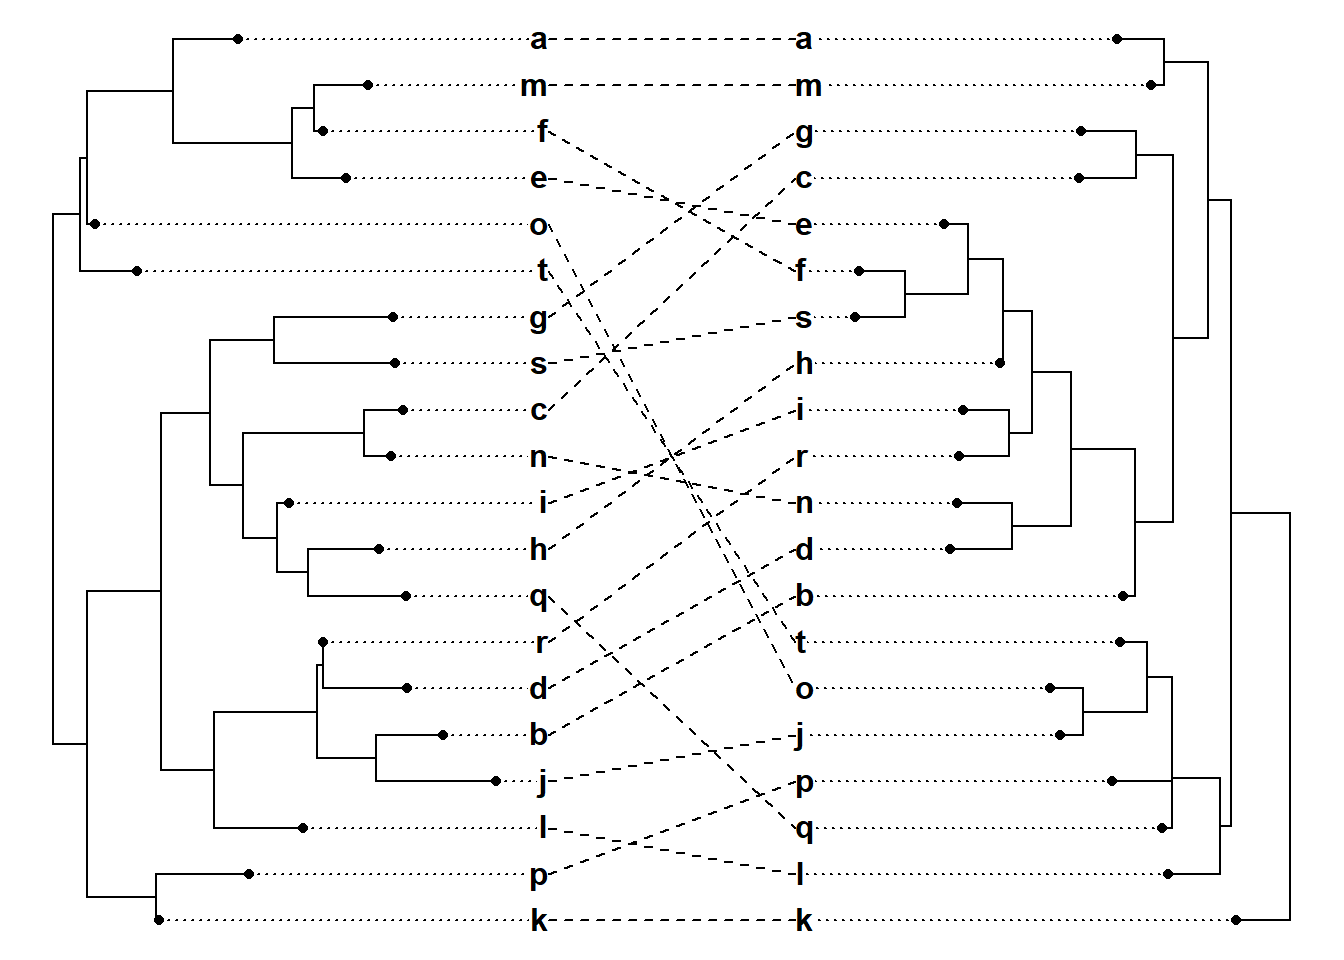 a a
m m
f g
e c
o e
t f
g s
s h
c i
n r
i n
h d
q b
r t
d o
b j
j p
l q
p l
k k